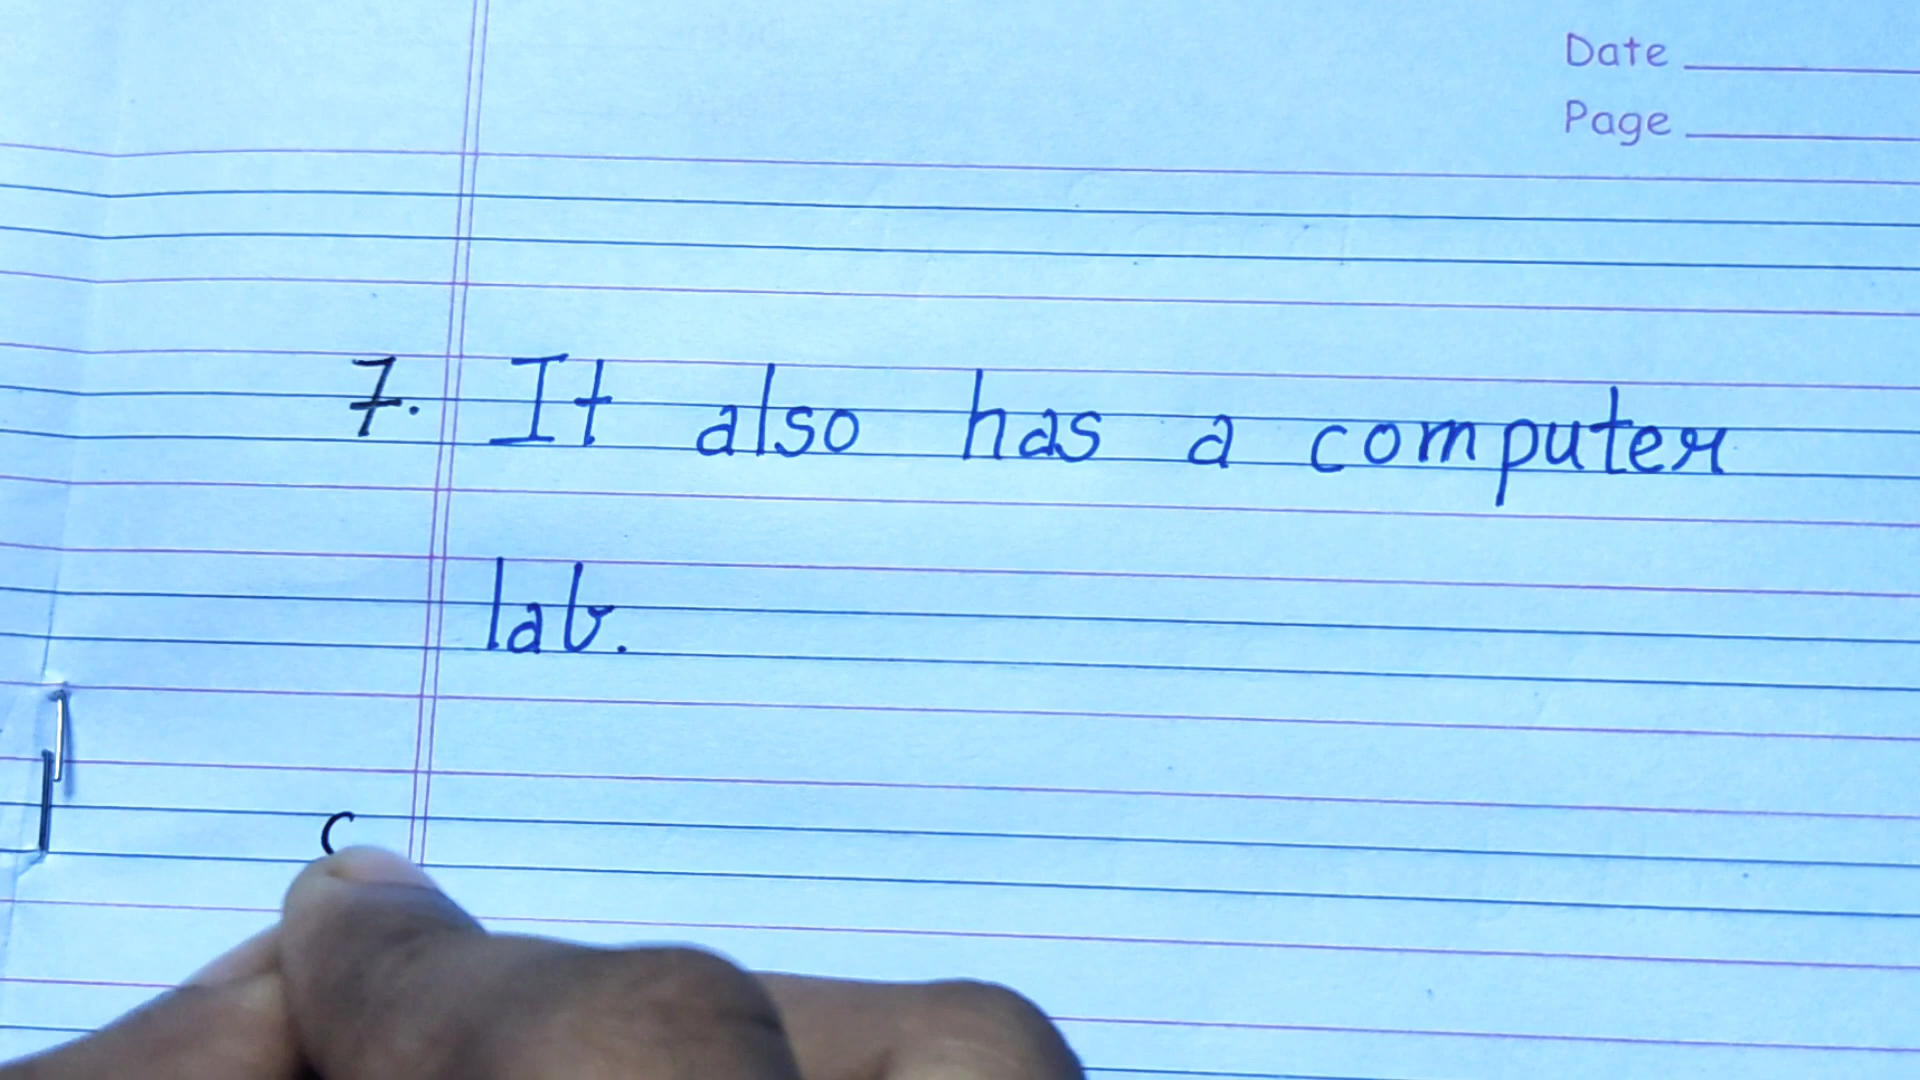 Date
Page
7. It also has a computer
lab.